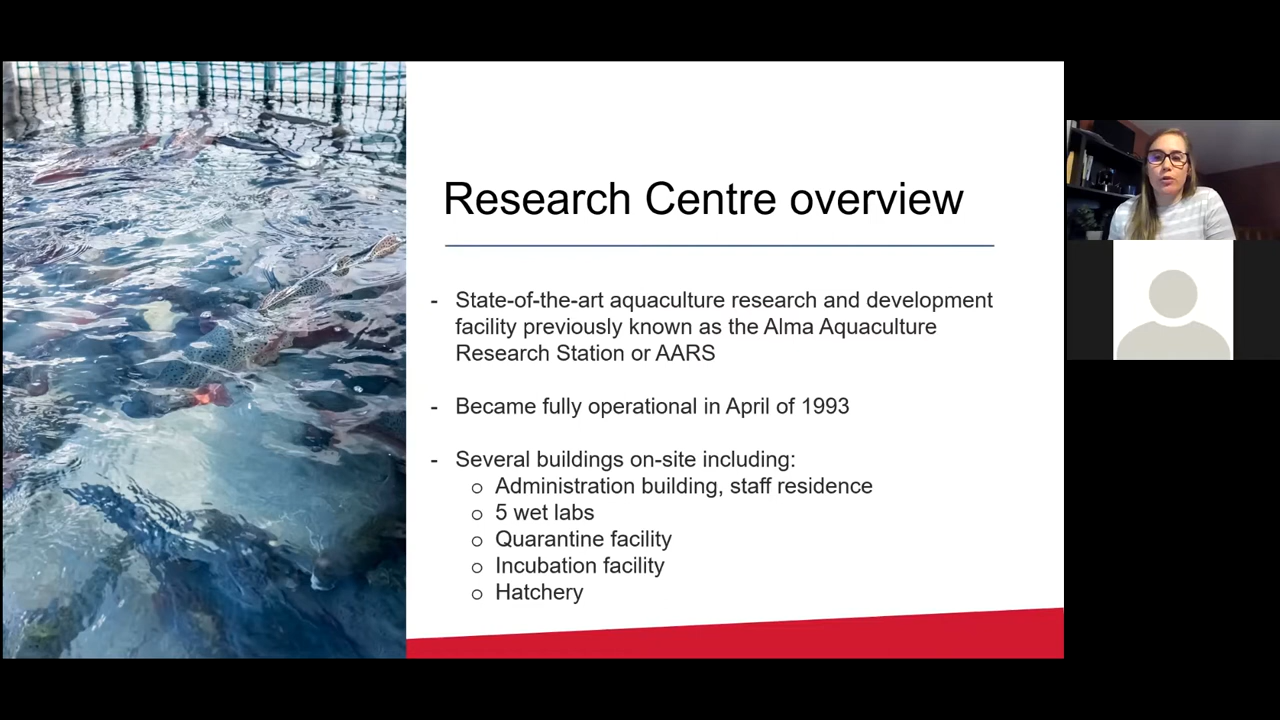 Research Centre overview
- State-of-the-art aquaculture research and development
facility previously known as the Alma Aquaculture
Research Station or AARS
- Became fully operational in April of 1993
- Several buildings on-site including:
o Administration building, staff residence
o 5 wet labs
o Quarantine facility
o Incubation facility
o Hatchery